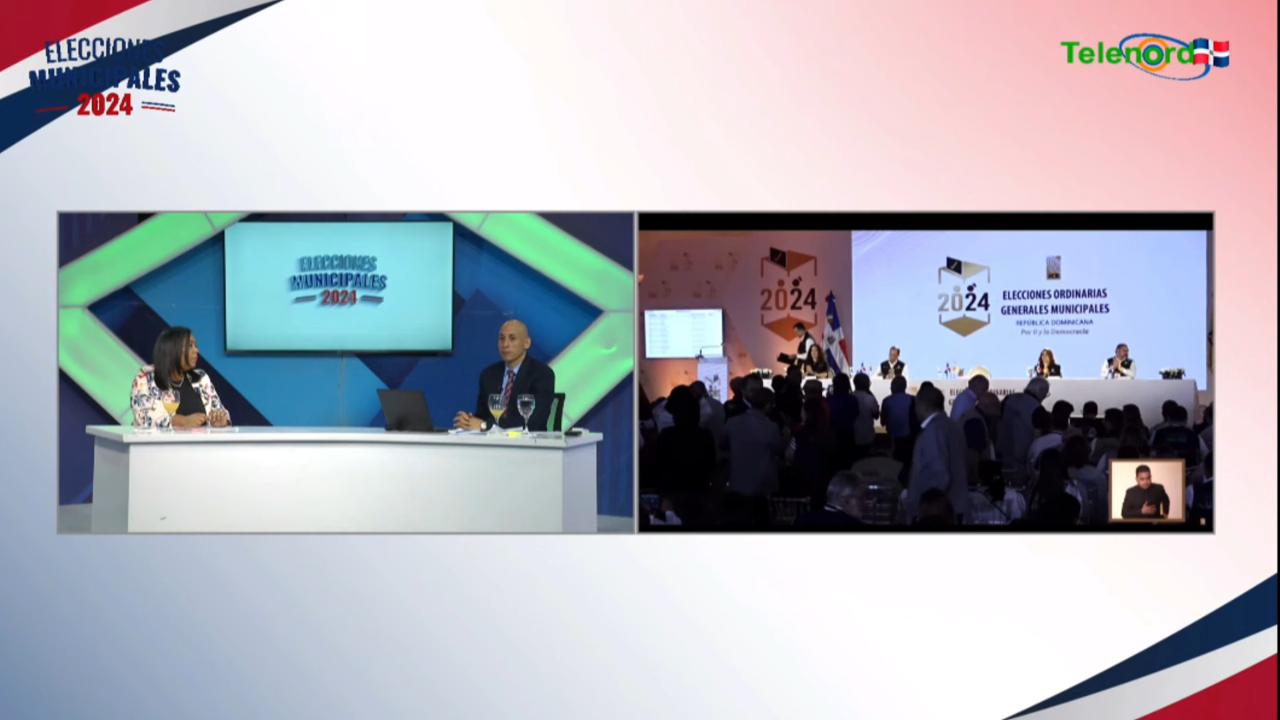 ELECCIONES
MUNICIPALES
2024
Telenord
ELECCIONES
MUNICIPALES
2024
2024
2024
ELECCIONES ORDINARIAS
GENERALES MUNICIPALES
REPÚBLICA DOMINICANA
Por ti y la Democracia